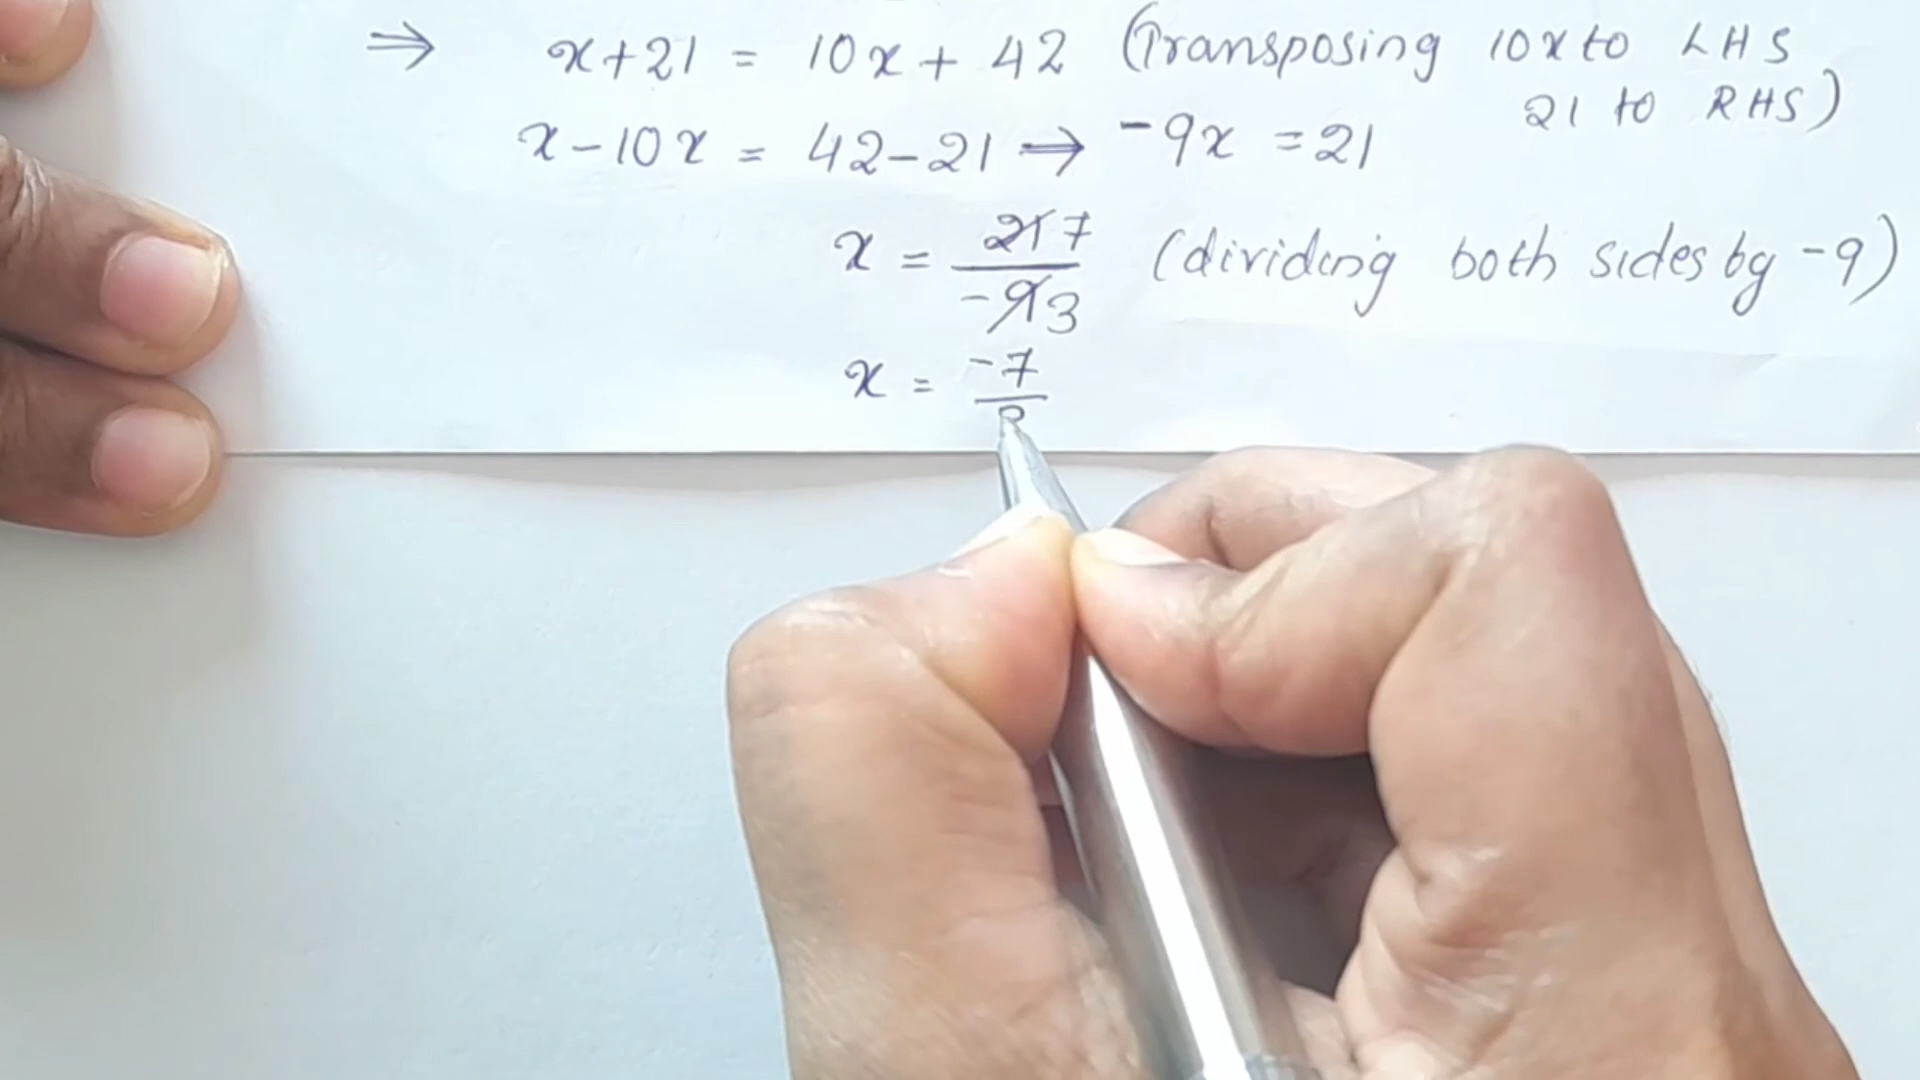 ⇒ x+21 = 10x + 42 (Transposing 10x to LHS
21 to RHS)
x-10x = 42-21 ⇒ -9x = 21
x = 21 7 / -9 3 (dividing both sides by -9)
x = -7 /